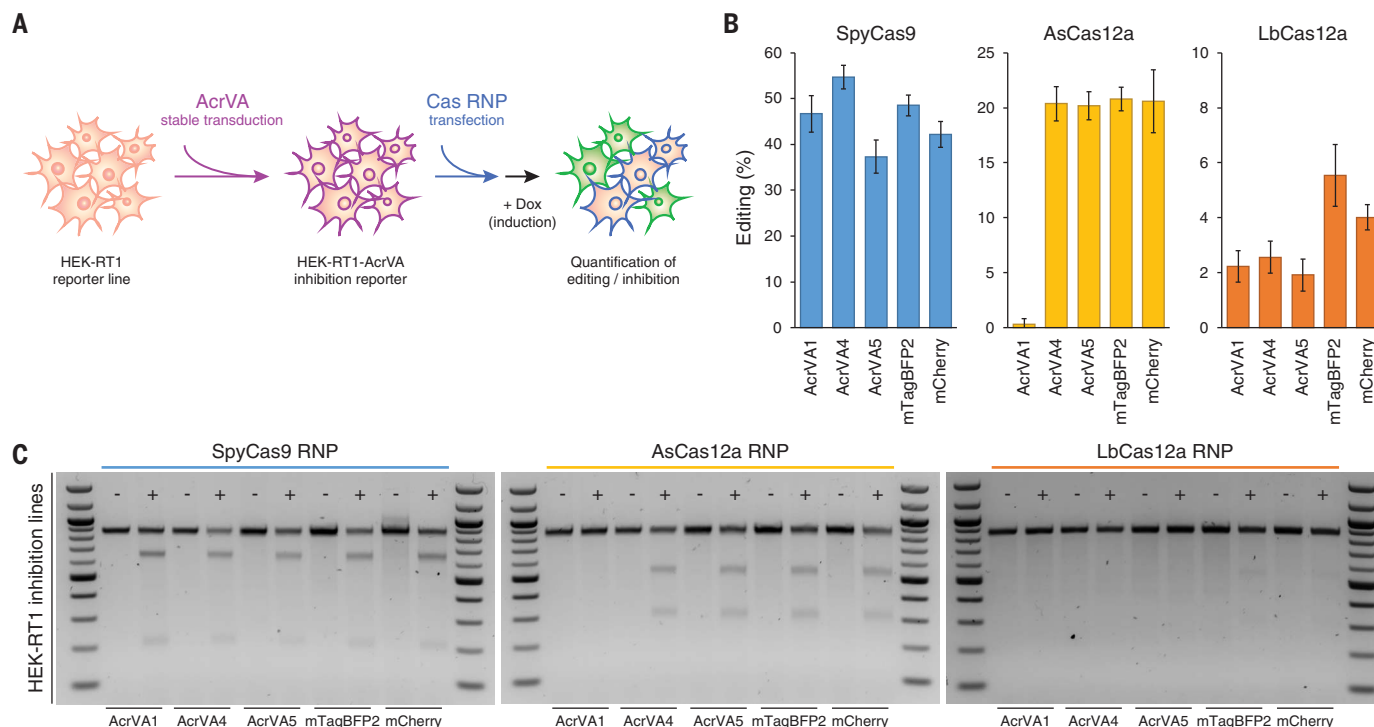 A
AcrVA
stable transduction
Cas RNP
transfection
+ Dox
(induction)
HEK-RT1
reporter line
HEK-RT1-AcrVA
inhibition reporter
Quantification of
editing / inhibition
B
SpyCas9
AsCas12a
LbCas12a
Editing (%)
60
50
40
30
20
10
0
25
20
15
10
5
0
10
8
6
4
2
0
AcrVA1
AcrVA4
AcrVA5
mTagBFP2
mCherry
AcrVA1
AcrVA4
AcrVA5
mTagBFP2
mCherry
AcrVA1
AcrVA4
AcrVA5
mTagBFP2
mCherry
C
SpyCas9 RNP
AsCas12a RNP
LbCas12a RNP
HEK-RT1 inhibition lines
- + - + - + - + - +
- + - + - + - + - +
- + - + - + - + - +
AcrVA1 AcrVA4 AcrVA5 mTagBFP2 mCherry
AcrVA1 AcrVA4 AcrVA5 mTagBFP2 mCherry
AcrVA1 AcrVA4 AcrVA5 mTagBFP2 mCherry